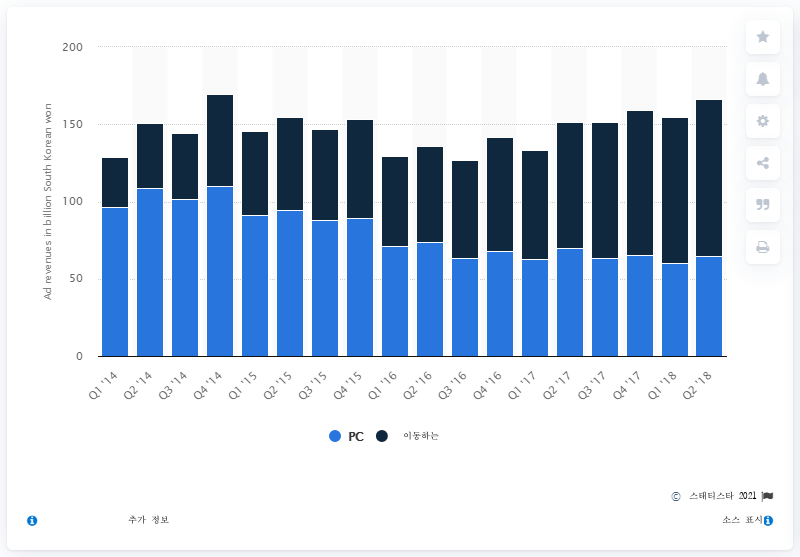 200
150
100
50
0
Ad revenues in billion South Korean won
Q1 '14
Q2 '14
Q3 '14
Q4 '14
Q1 '15
Q2 '15
Q3 '15
Q4 '15
Q1 '16
Q2 '16
Q3 '16
Q4 '16
Q1 '17
Q2 '17
Q3 '17
Q4 '17
Q1 '18
Q2 '18
PC 이동하는
© 스태티스타 2021
추가 정보 소스 표시